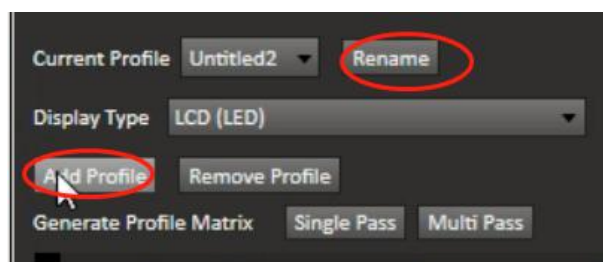 Current Profile Untitled2 Rename
Display Type LCD (LED)
Add Profile Remove Profile
Generate Profile Matrix Single Pass Multi Pass